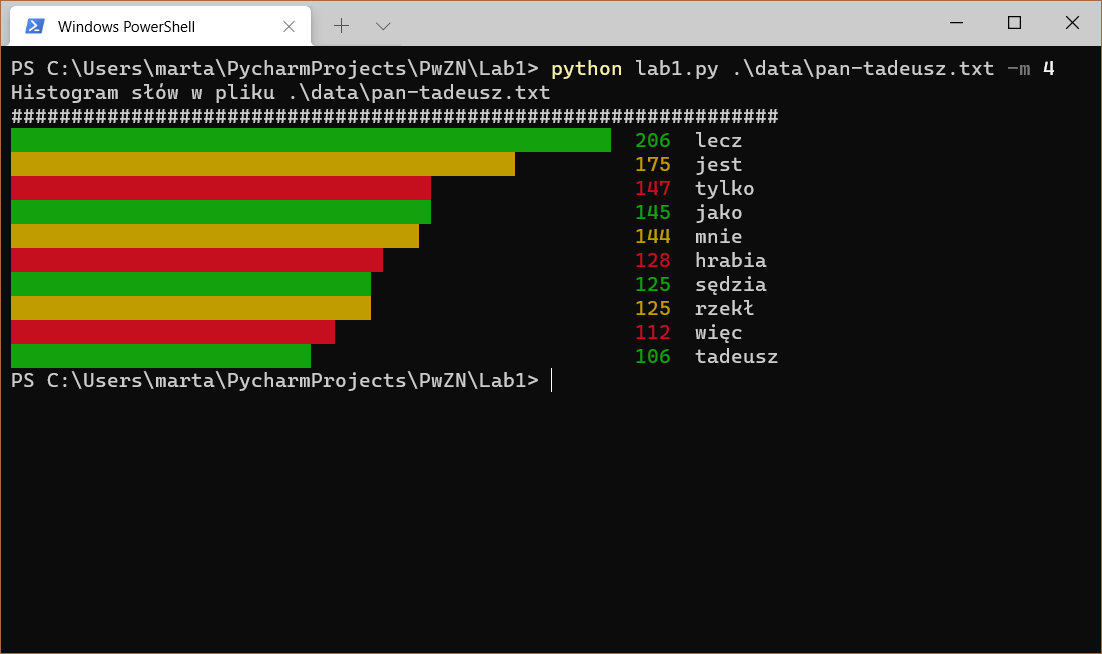 Windows PowerShell
PS C:\Users\marta\PycharmProjects\PwZN\Lab1> python lab1.py .\data\pan-tadeusz.txt -m 4
Histogram słów w pliku .\data\pan-tadeusz.txt
################################################################
206 lecz
175 jest
147 tylko
145 jako
144 mnie
128 hrabia
125 sędzia
125 rzekł
112 więc
106 tadeusz
PS C:\Users\marta\PycharmProjects\PwZN\Lab1>